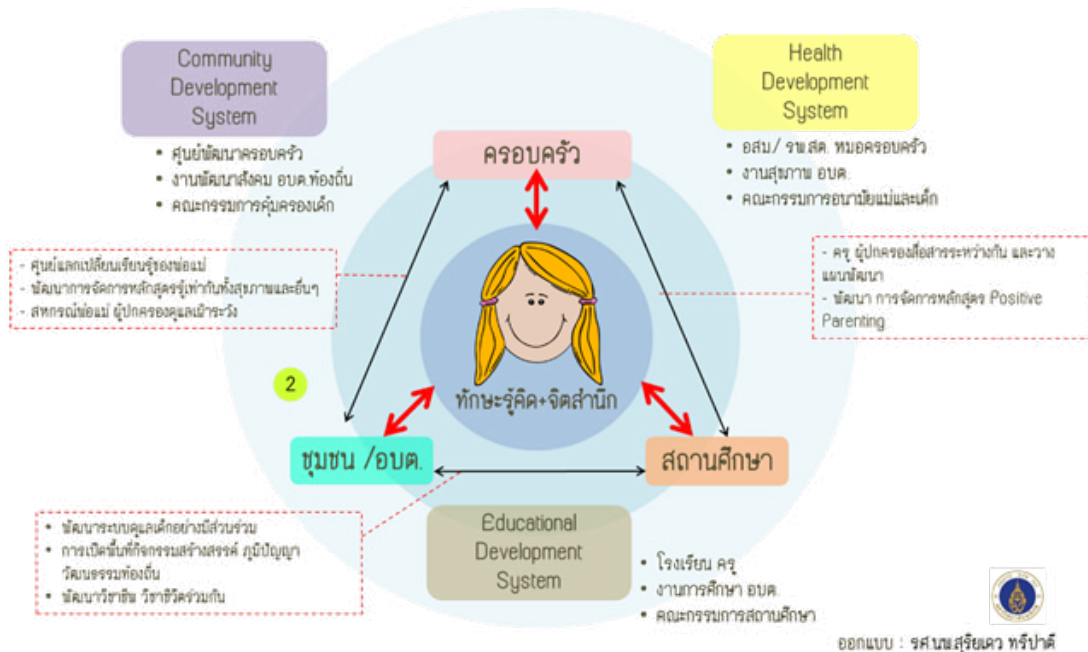 Community
Development
System
Health
Development
System
• ศูนย์พัฒนาครอบครัว
• งานพัฒนาสังคม อบต.ท้องถิ่น
• คณะกรรมการคุ้มครองเด็ก
ครอบครัว
• อสม./ รพ.สต. หมอครอบครัว
• งานสุขภาพ อบต.
• คณะกรรมการอนามัยแม่และเด็ก
- ศูนย์แลกเปลี่ยนเรียนรู้ของพ่อแม่
- พัฒนาการจัดการหลักสูตรรู้เท่าทันทั้งสุขภาพและอื่นๆ
- สหกรณ์พ่อแม่ ผู้ปกครองดูแลเฝ้าระวัง
- ครู ผู้ปกครองสื่อสารระหว่างกัน และวาง
แผนพัฒนา
- พัฒนา การจัดการหลักสูตร Positive
Parenting
2
ทักษะรู้คิด+จิตสำนึก
ชุมชน /อบต.
สถานศึกษา
• พัฒนาระบบดูแลเด็กอย่างมีส่วนร่วม
• การเปิดพื้นที่กิจกรรมสร้างสรรค์ ภูมิปัญญา
วัฒนธรรมท้องถิ่น
• พัฒนาวิชาชีพ วิชาชีวิตร่วมกัน
Educational
Development
System
• โรงเรียน ครู
• งานการศึกษา อบต.
• คณะกรรมการสถานศึกษา
ออกแบบ : รศ.นพ.สุริยเดว ทรีปาตี